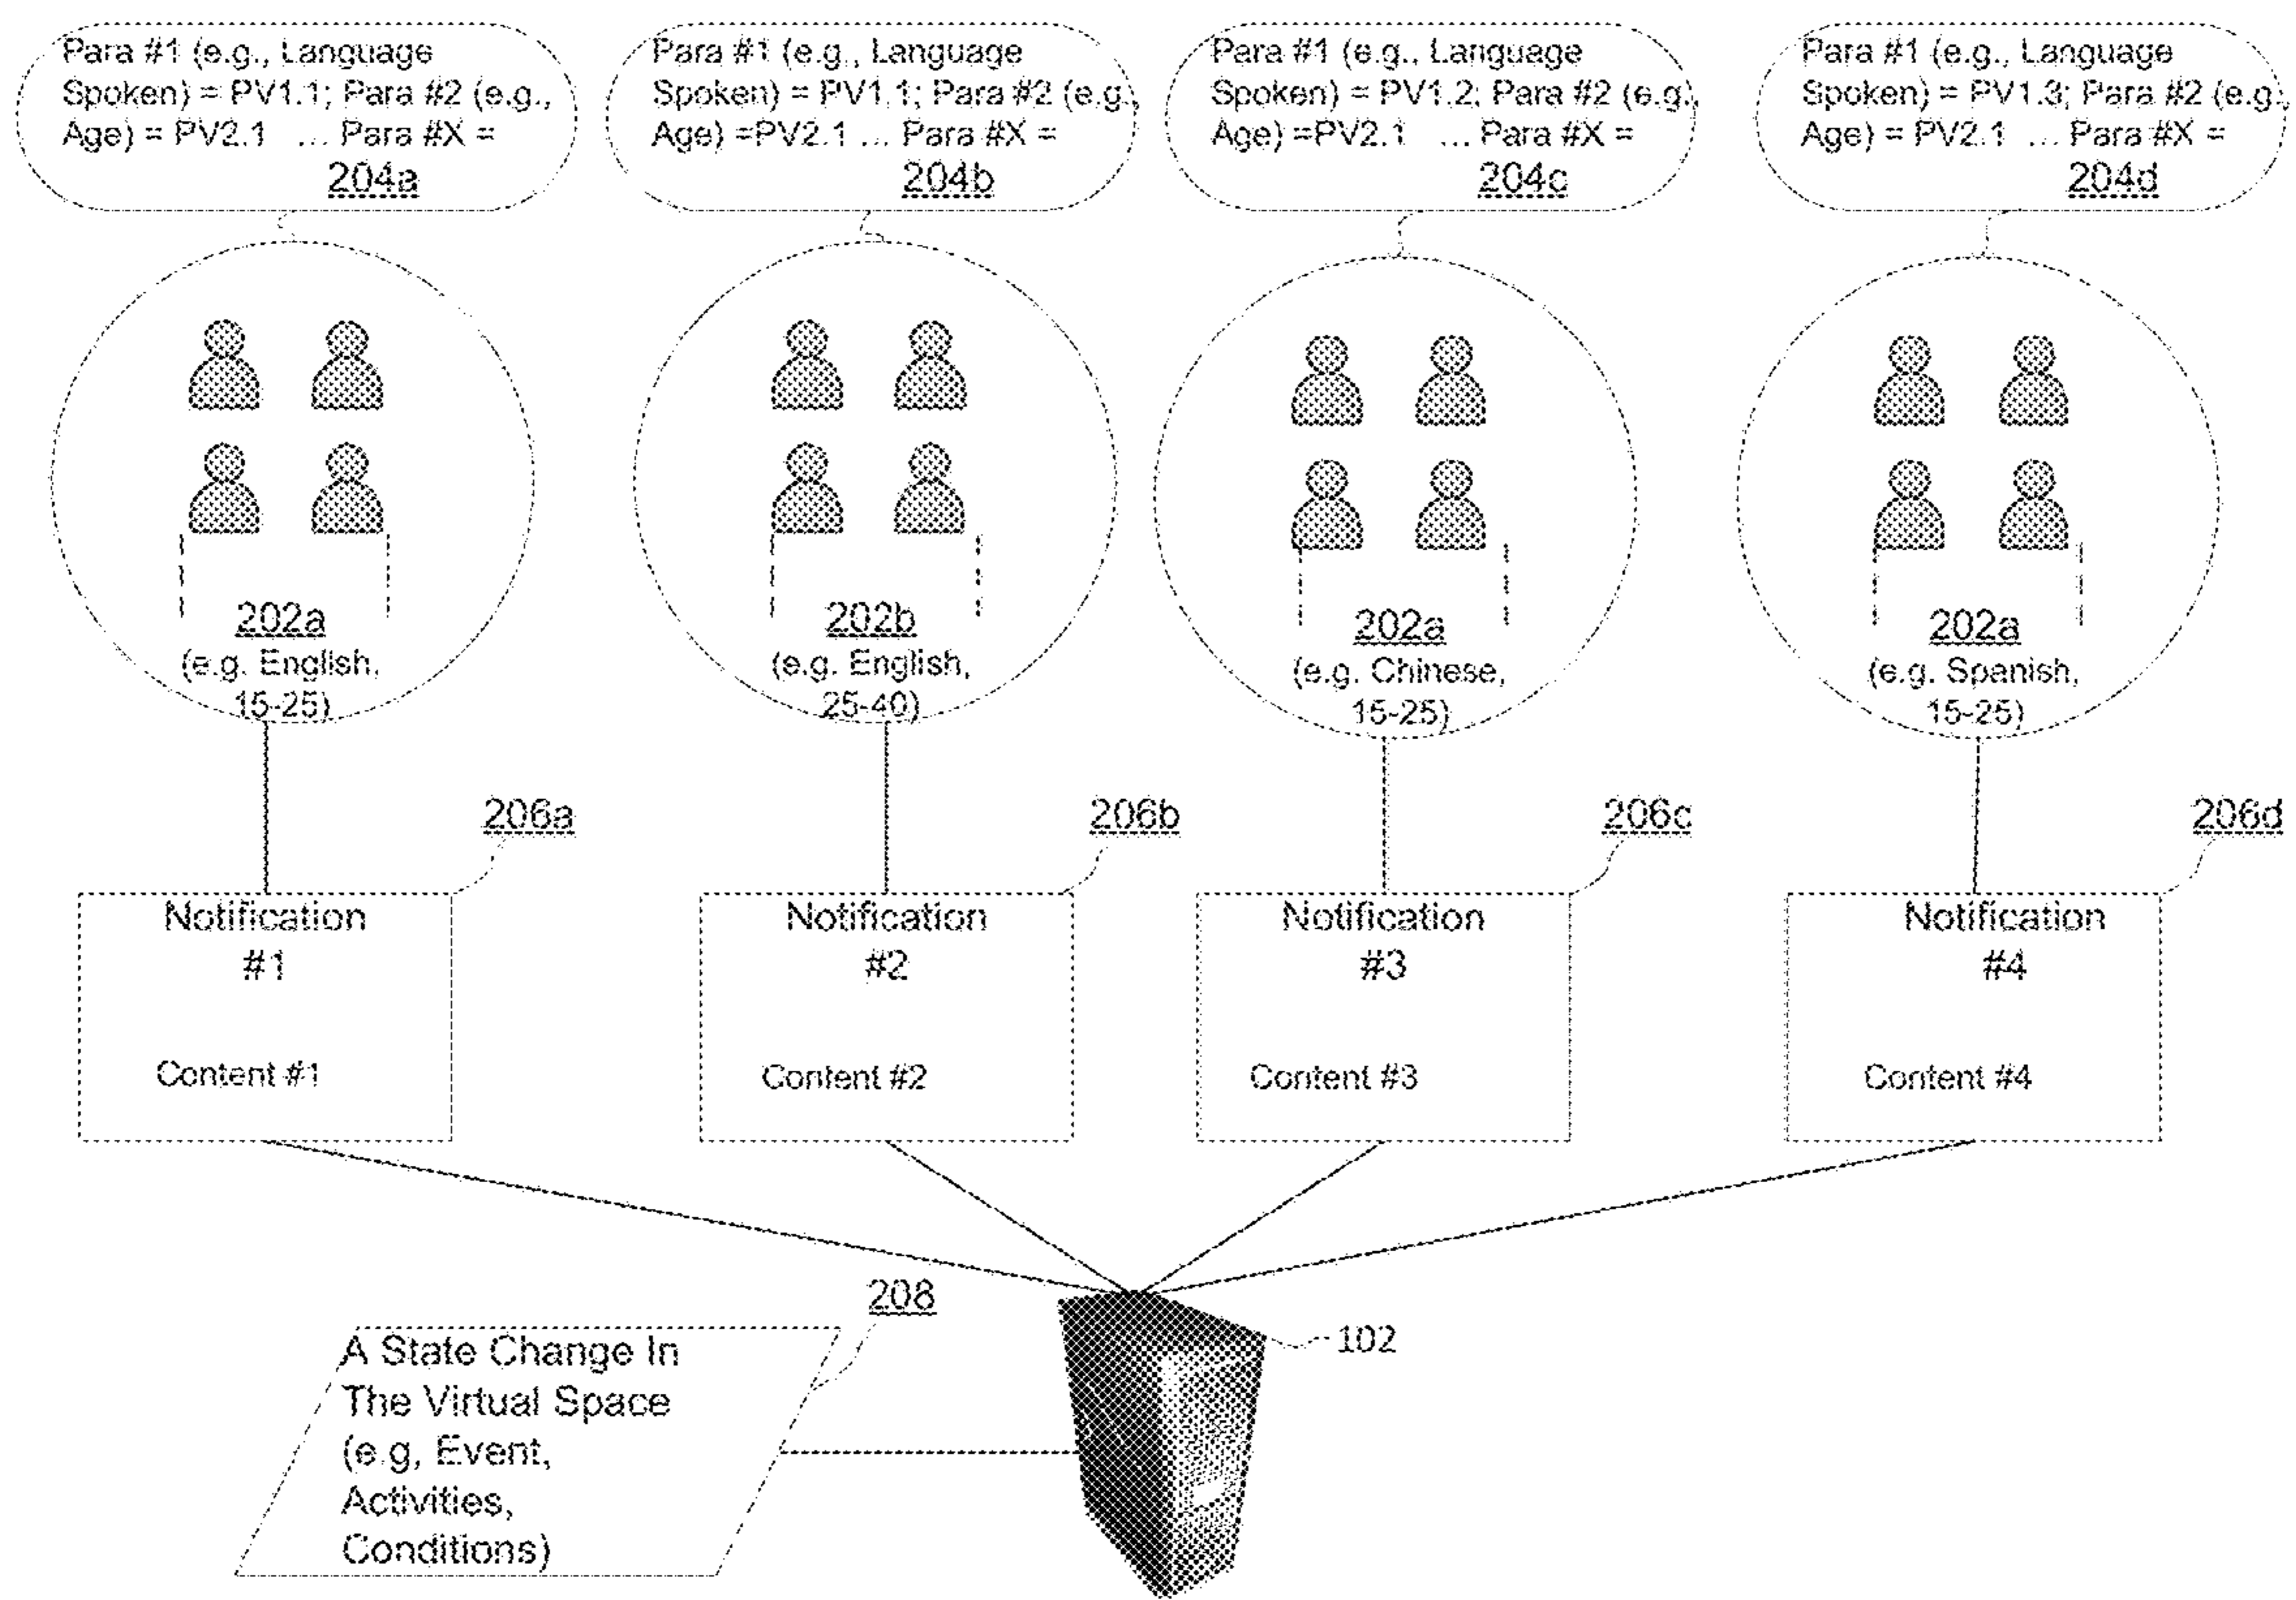 Para #1 (e.g., Language
Spoken) = PV1.1; Para #2 (e.g.,
Age) = PV2.1 ... Para #X =
204a
Para #1 (e.g., Language
Spoken) = PV1.1; Para #2 (e.g.,
Age) =PV2.1 ... Para #X =
204b
Para #1 (e.g., Language
Spoken) = PV1.2; Para #2 (e.g.,
Age) =PV2.1 ... Para #X =
204c
Para #1 (e.g., Language
Spoken) = PV1.3; Para #2 (e.g.,
Age) = PV2.1 ... Para #X =
204d
202a
(e.g. English,
15-25)
202b
(e.g. English,
25-40)
202a
(e.g. Chinese,
15-25)
202a
(e.g. Spanish,
15-25)
206a
206b
206c
206d
Notification
#1
Content #1
Notification
#2
Content #2
Notification
#3
Content #3
Notification
#4
Content #4
208
A State Change In
The Virtual Space
(e.g, Event,
Activities,
Conditions)
102